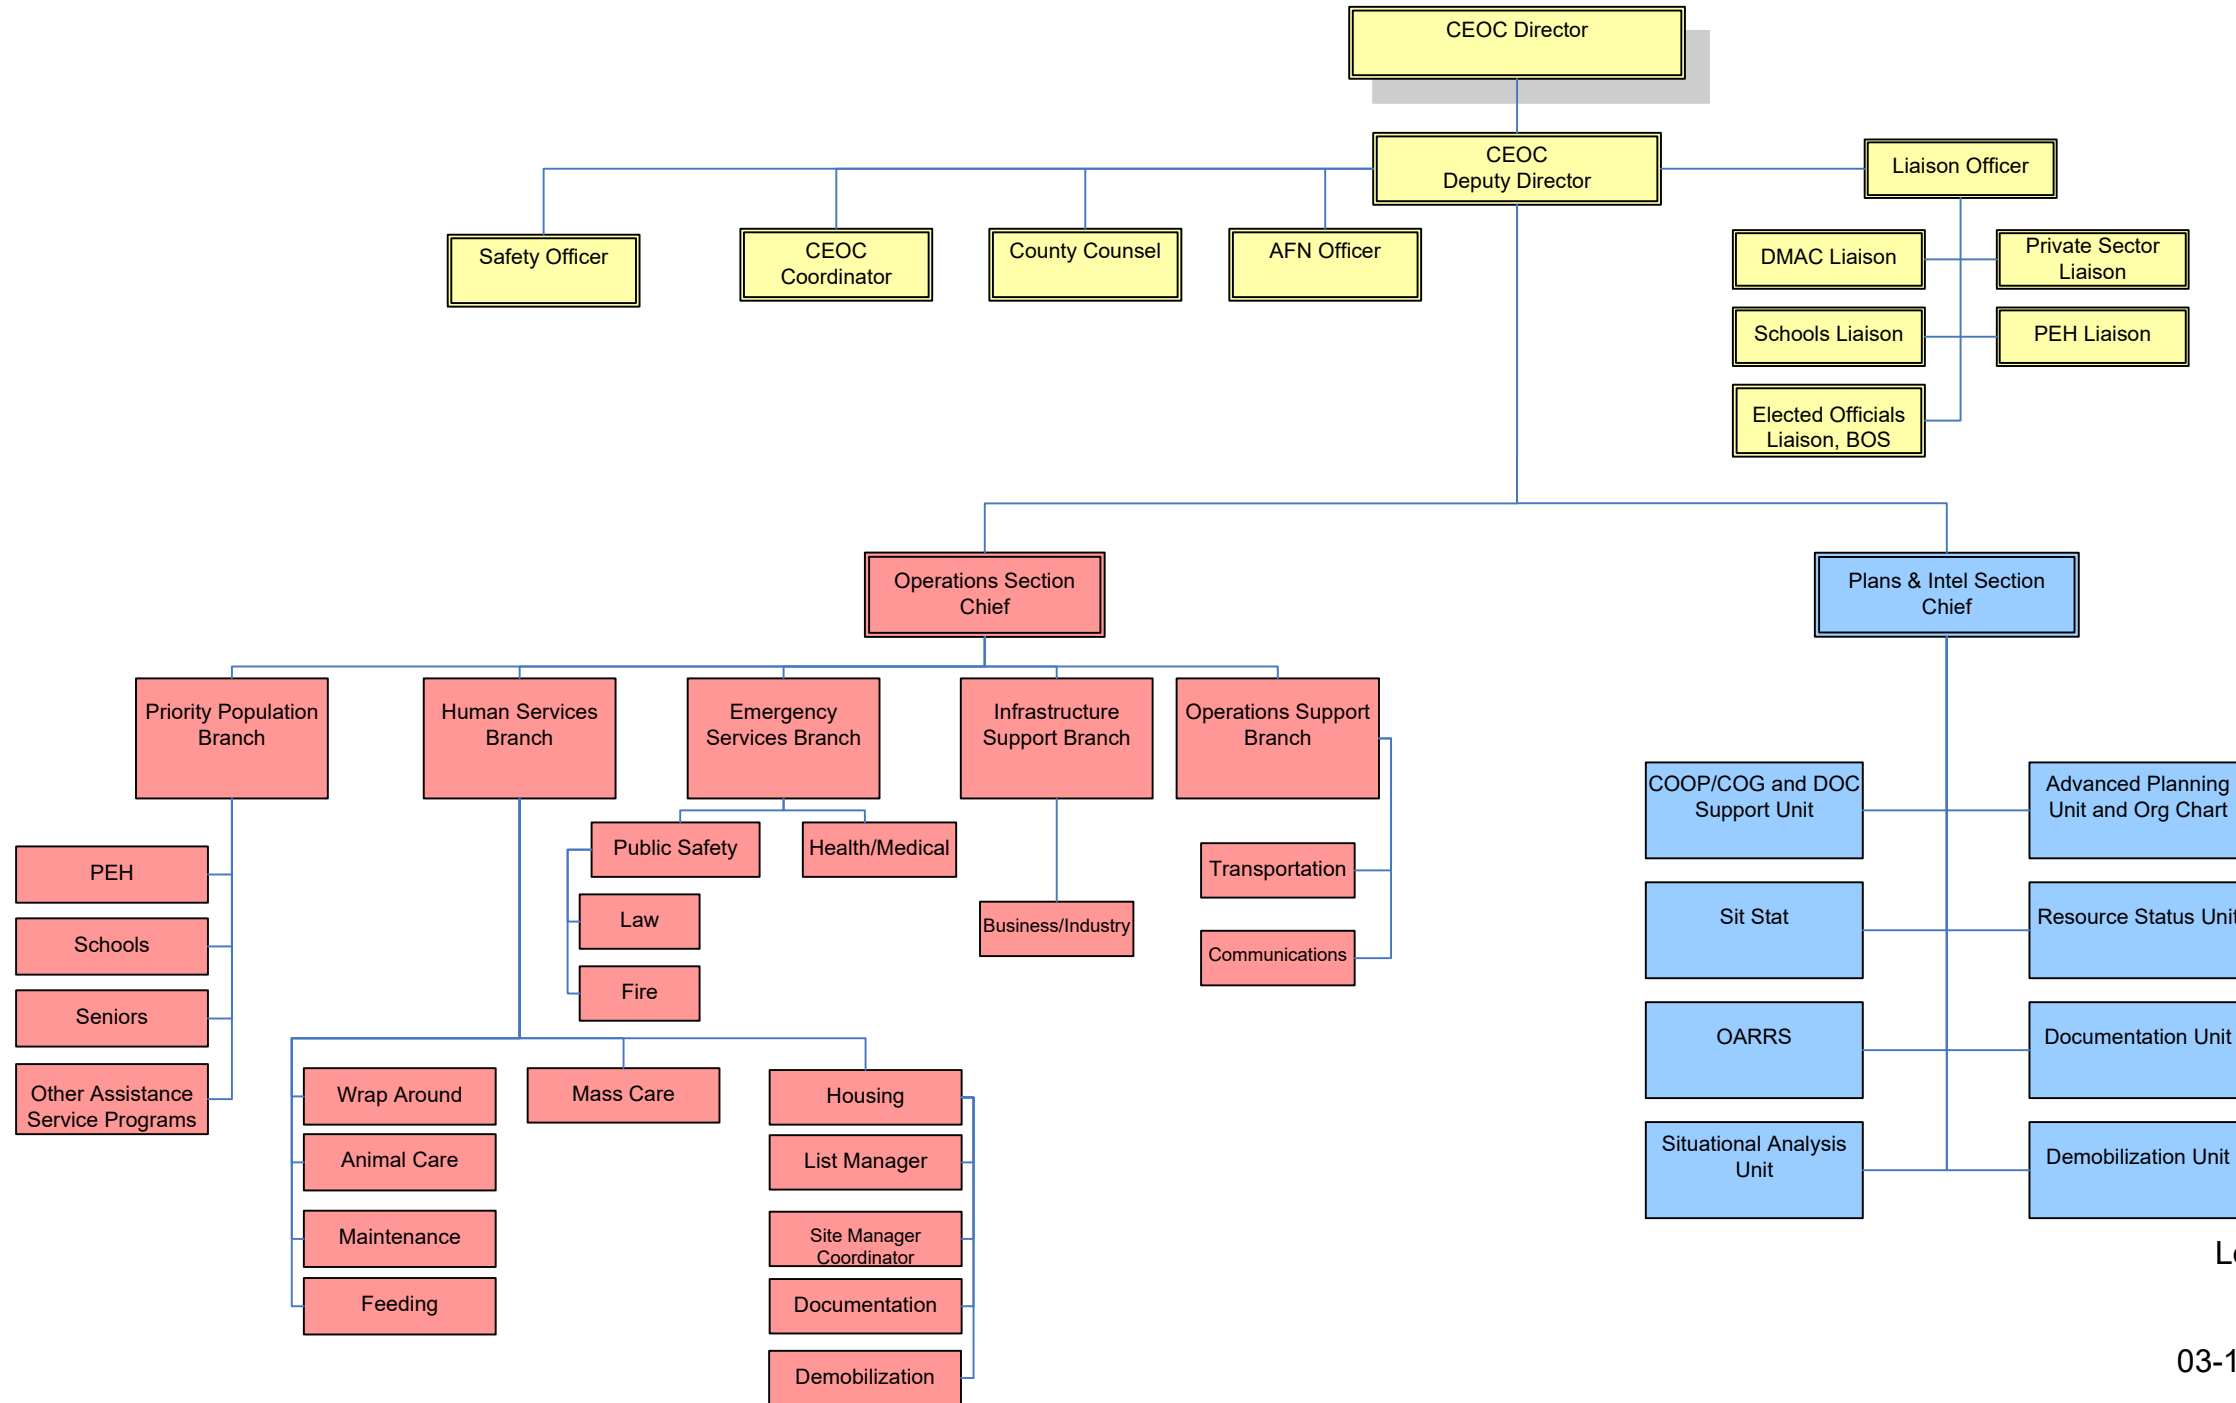 CEOC Director
CEOC
Deputy Director
Liaison Officer
Safety Officer
CEOC
Coordinator
County Counsel
AFN Officer
DMAC Liaison
Private Sector
Liaison
Schools Liaison
PEH Liaison
Elected Officials
Liaison, BOS
Operations Section
Chief
Plans & Intel Section
Chief
Priority Population
Branch
Human Services
Branch
Emergency
Services Branch
Infrastructure
Support Branch
Operations Support
Branch
COOP/COG and DOC
Support Unit
Advanced Planning
Unit and Org Chart
PEH
Schools
Seniors
Other Assistance
Service Programs
Public Safety
Health/Medical
Law
Fire
Business/Industry
Transportation
Communications
Sit Stat
Resource Status Unit
OARRS
Documentation Unit
Situational Analysis
Unit
Demobilization Unit
Wrap Around
Animal Care
Maintenance
Feeding
Mass Care
Housing
List Manager
Site Manager
Coordinator
Documentation
Demobilization
03-1